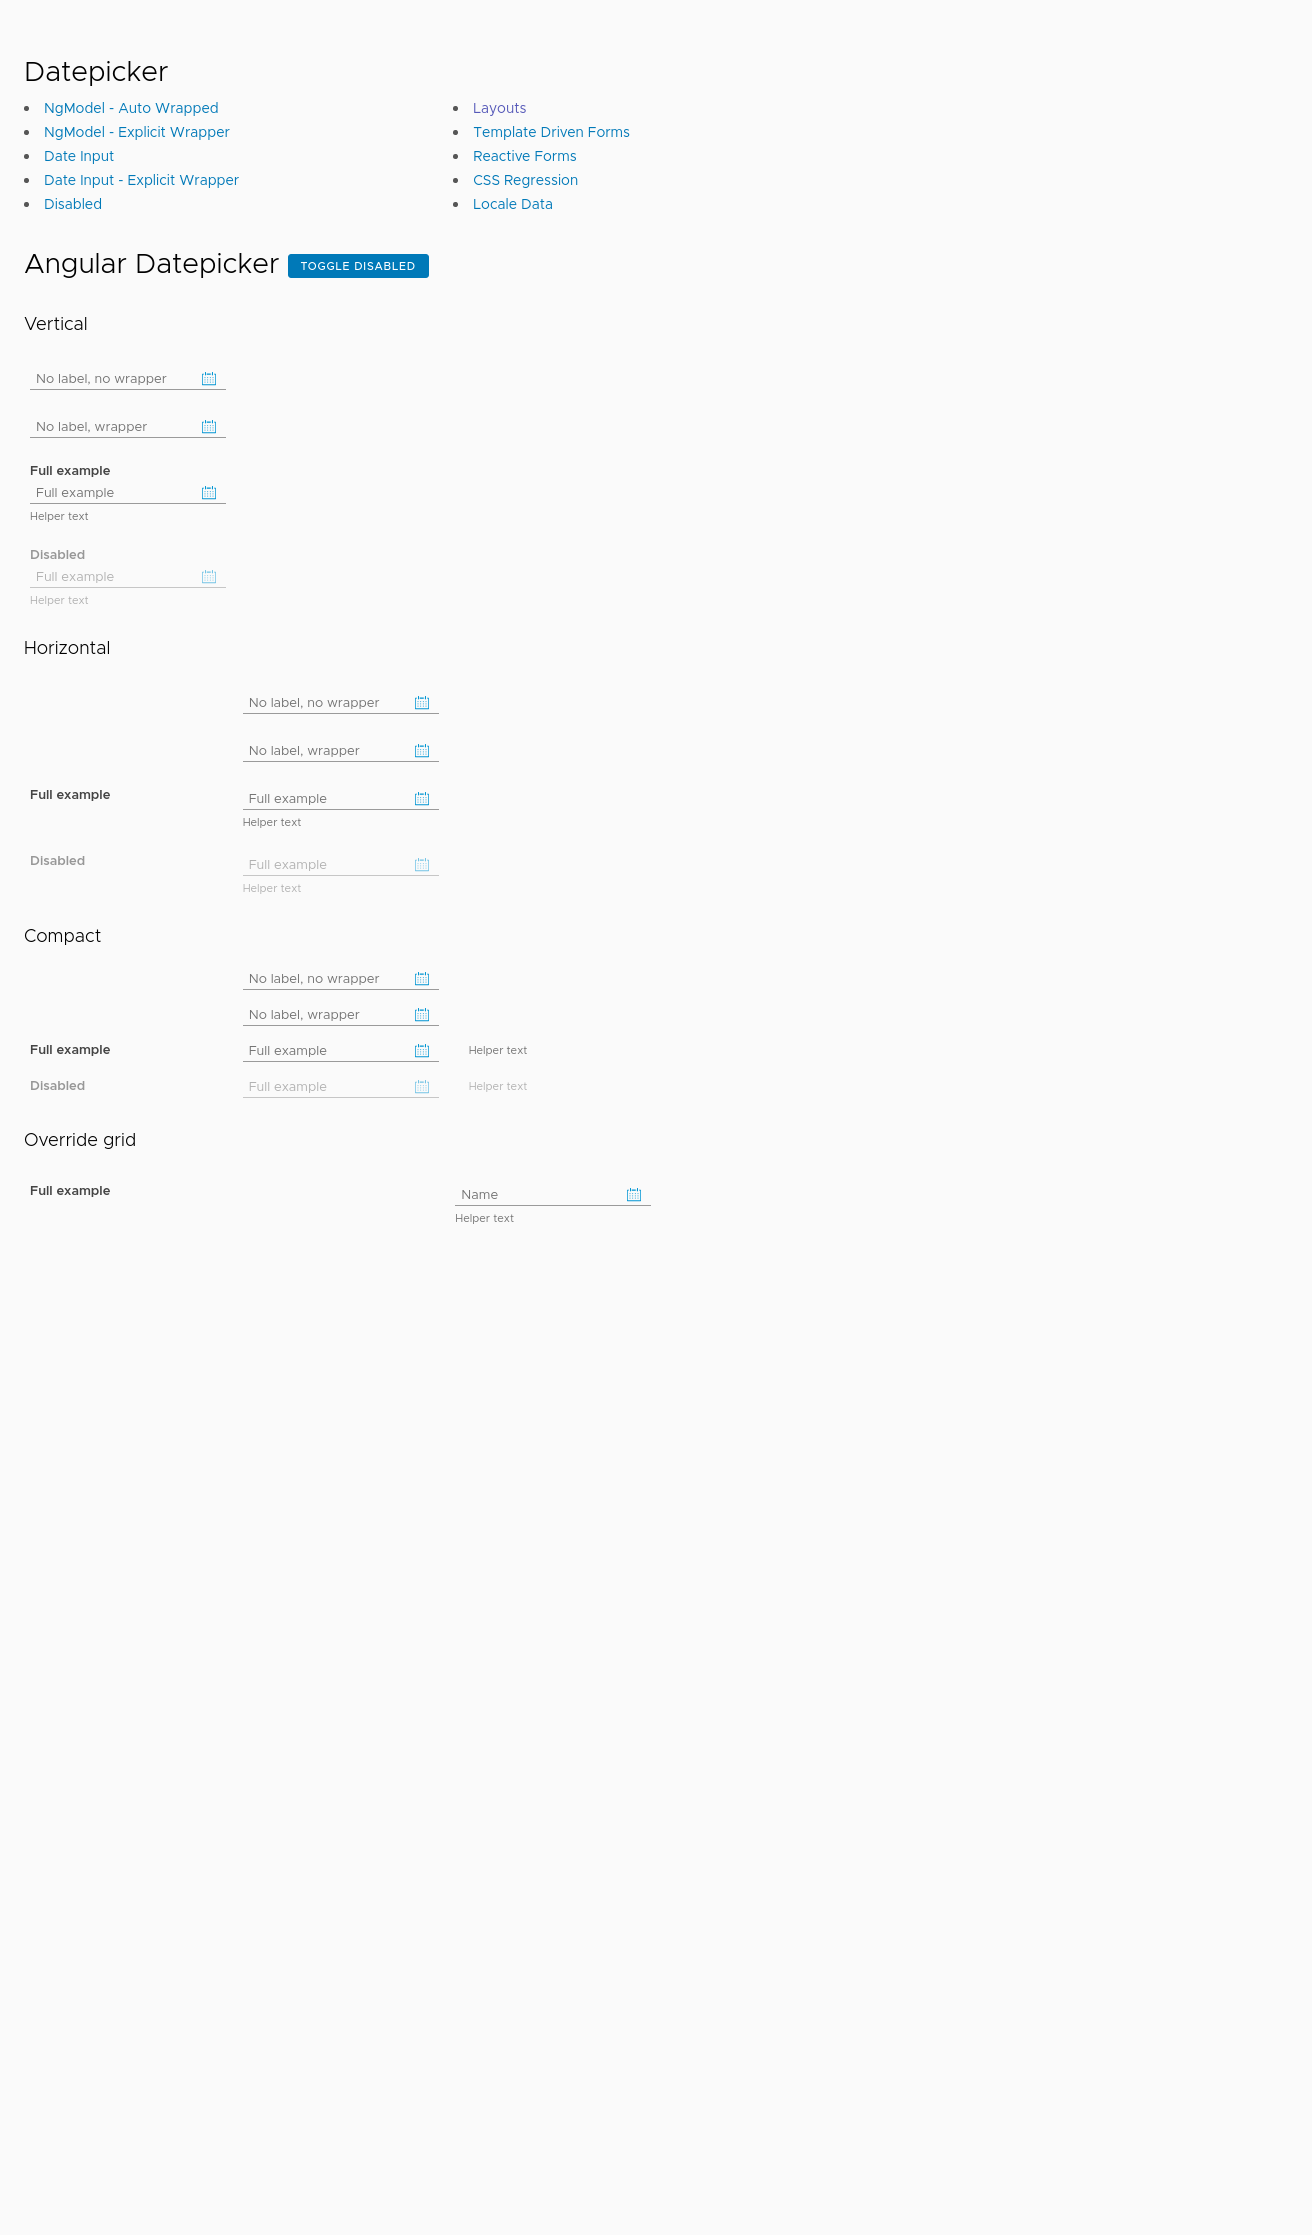 Datepicker
NgModel - Auto Wrapped
NgModel - Explicit Wrapper
Date Input
Date Input - Explicit Wrapper
Disabled
Layouts
Template Driven Forms
Reactive Forms
CSS Regression
Locale Data
Angular Datepicker TOGGLE DISABLED
Vertical
No label, no wrapper
No label, wrapper
Full example
Full example
Helper text
Disabled
Full example
Helper text
Horizontal
No label, no wrapper
No label, wrapper
Full example Full example
Helper text
Disabled Full example
Helper text
Compact
No label, no wrapper
No label, wrapper
Full example Full example Helper text
Disabled Full example Helper text
Override grid
Full example Name
Helper text